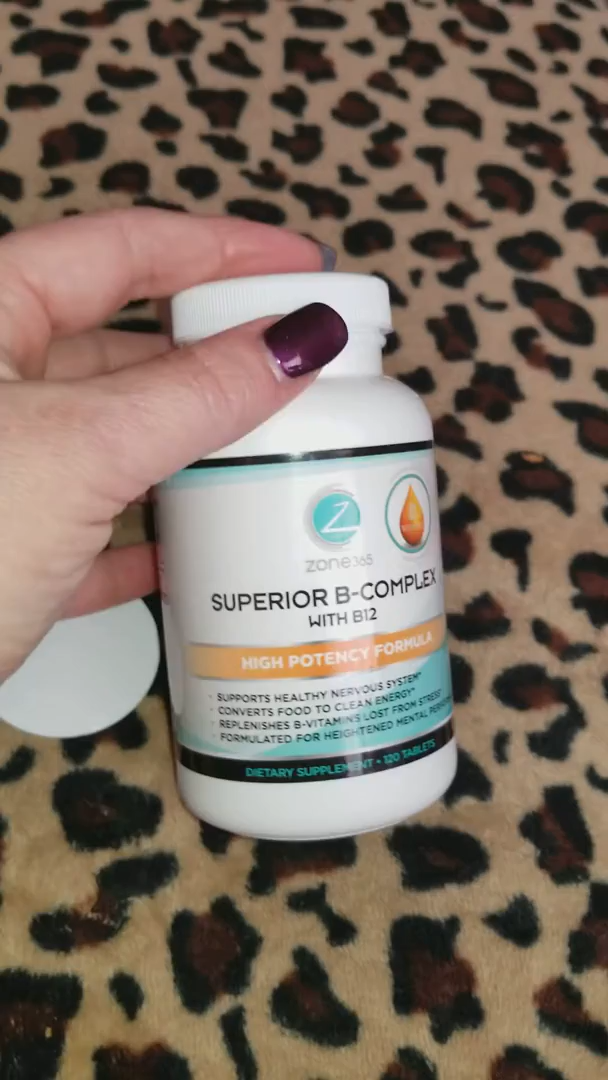 Z
zone365
SUPERIOR B-COMPLEX
WITH B12
HIGH POTENCY FORMULA
· SUPPORTS HEALTHY NERVOUS SYSTEM*
· CONVERTS FOOD TO CLEAN ENERGY*
· REPLENISHES B-VITAMINS LOST FROM STRESS*
· FORMULATED FOR HEIGHTENED MENTAL
DIETARY SUPPLEMENT • 120 TABLETS